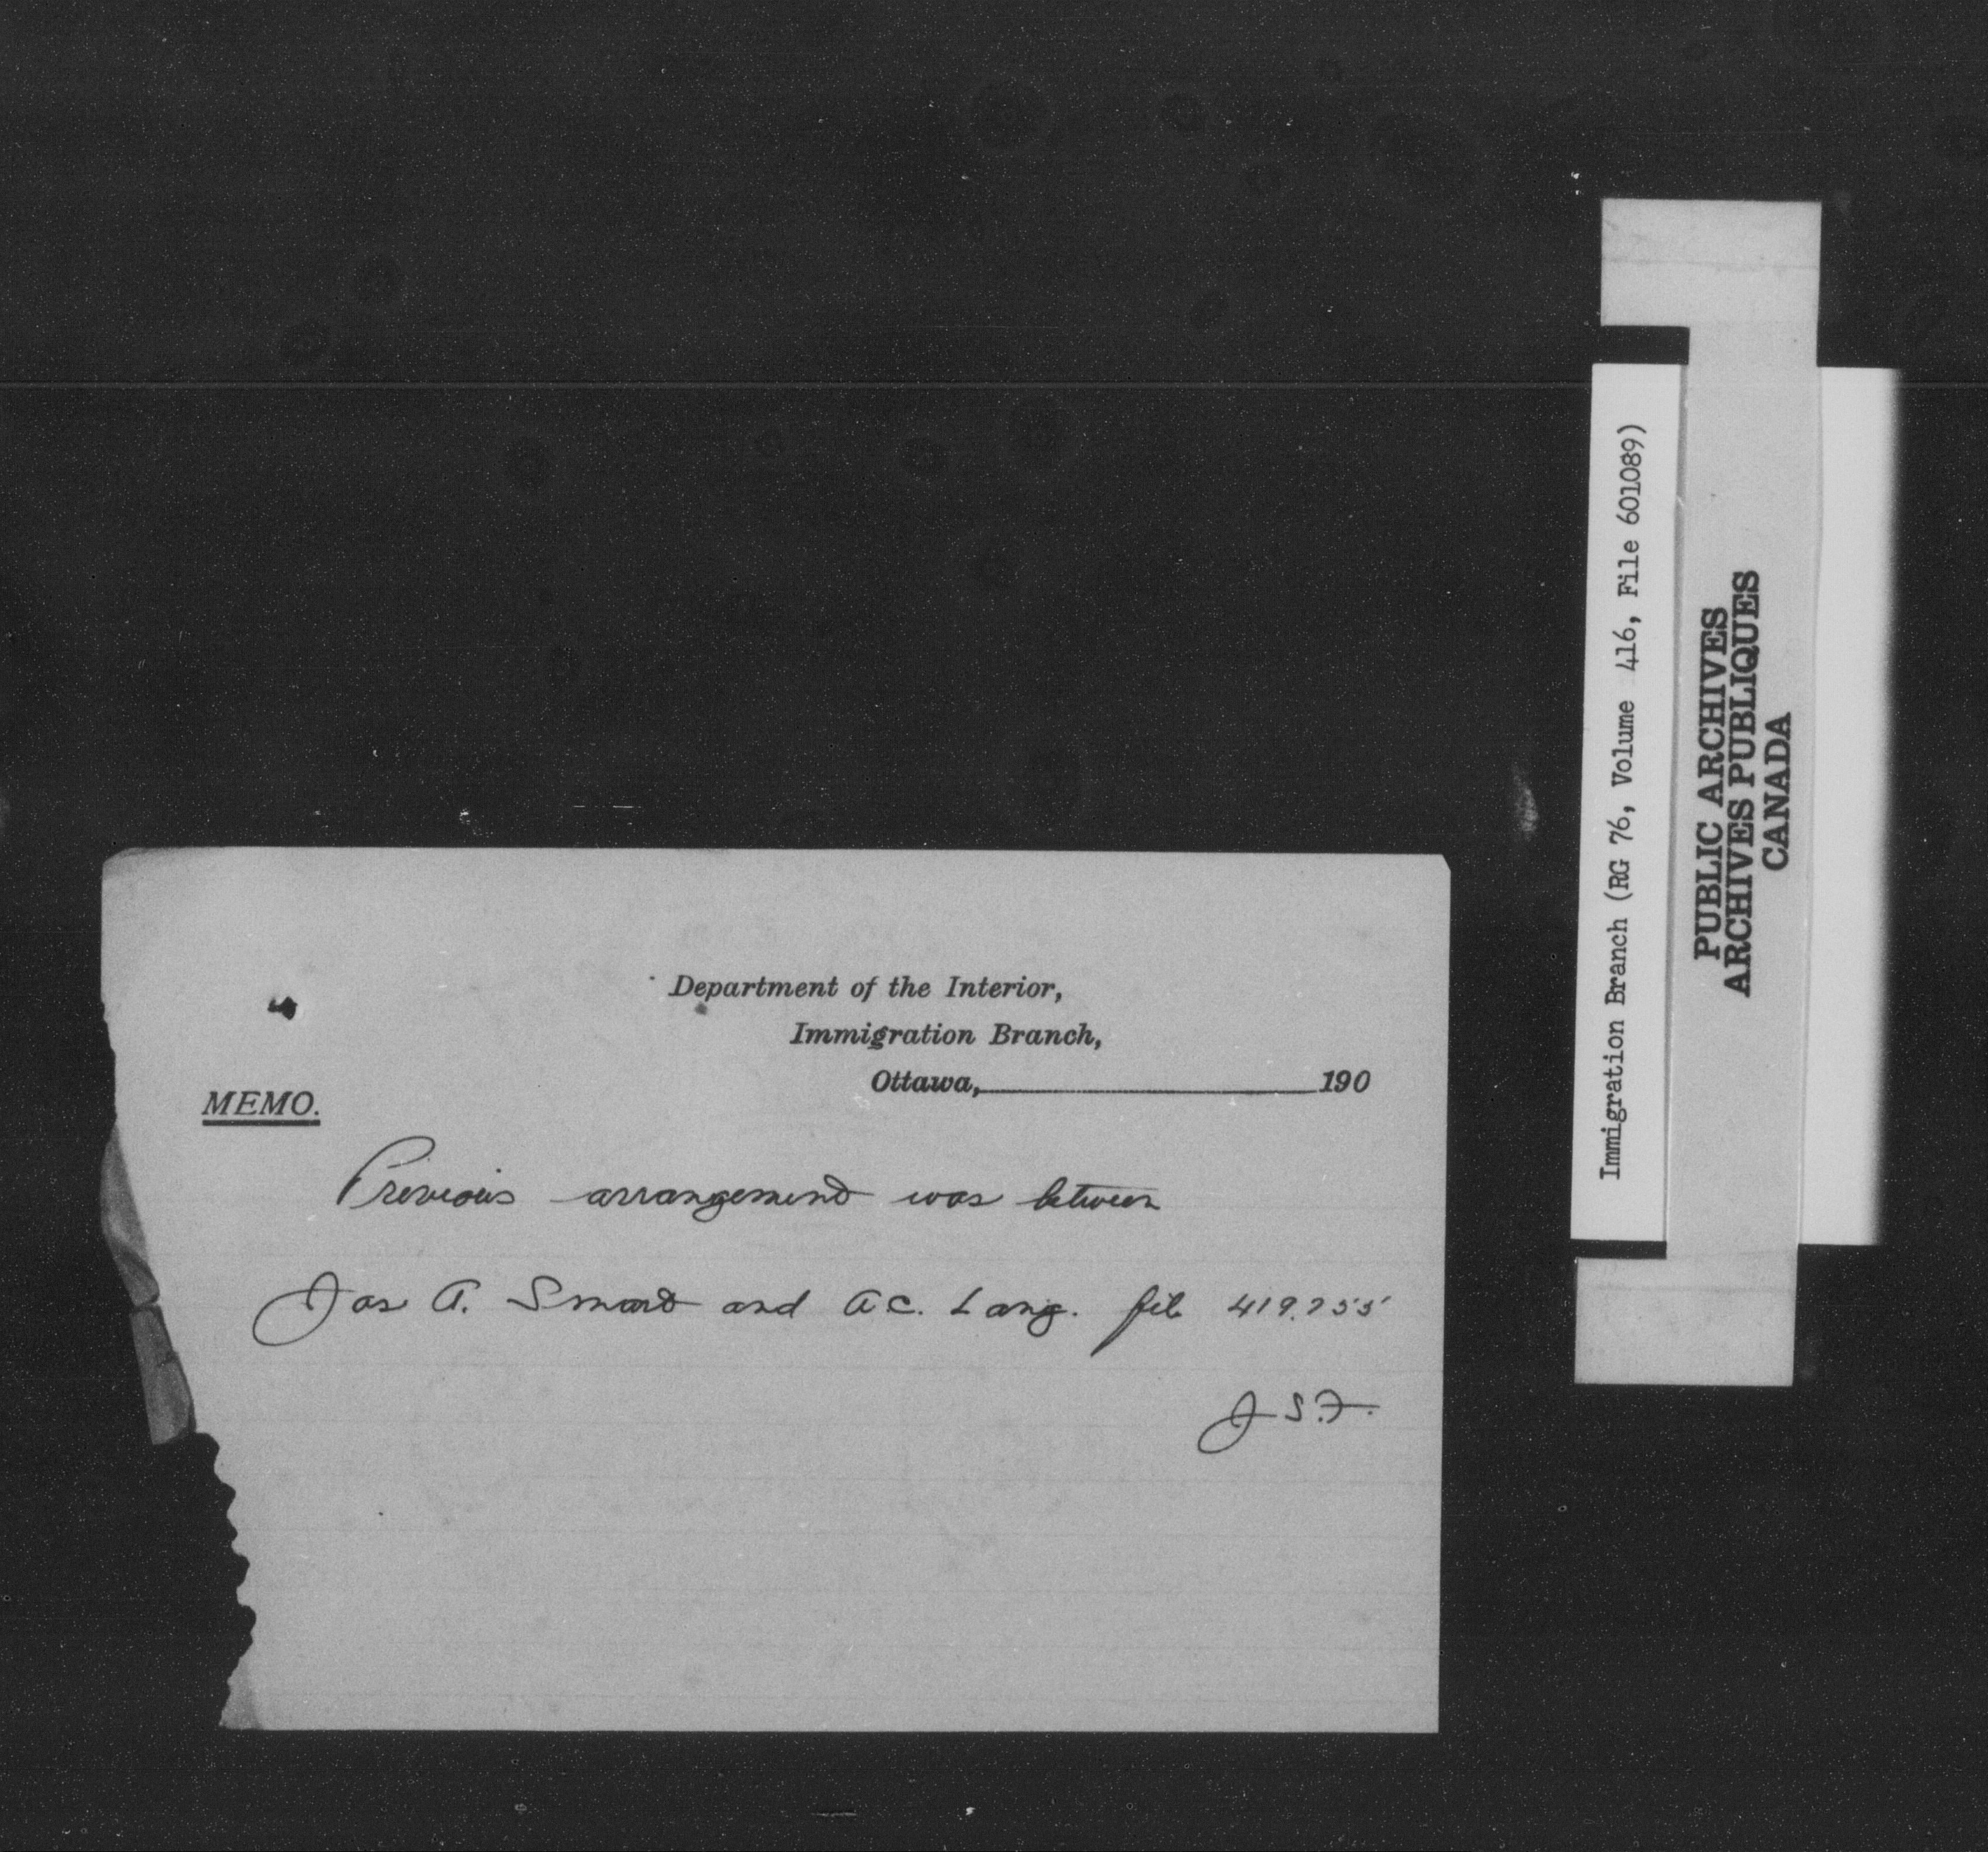 Department of the Interior,
Immigration Branch,
Ottawa, 190
MEMO.
Previous arrangement was between
Jas A. Smart and A C. Lang. file 419.255
J S. F.
Immigration Branch (RG 76, Volume 416, File 601089)
PUBLIC ARCHIVES
ARCHIVES PUBLIQUES
CANADA